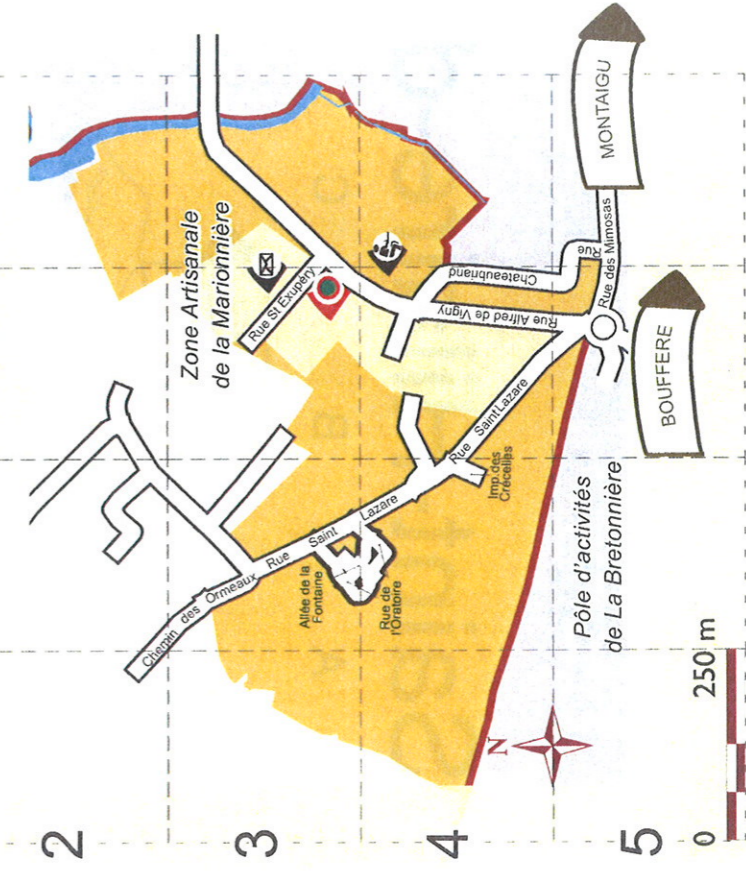 2
3
4
5
Zone Artisanale
de la Marionnière
Rue St Exupéry
Rue Chateaubriand
Rue Alfred de Vigny
Rue des Mimosas
MONTAIGU
BOUFFERE
Chemin des Ormeaux
Rue Saint Lazare
Rue Saint Lazare
Allée de la
Fontaine
Rue de
l'Oratoire
Imp.des
Crécelles
Pôle d'activités
de La Bretonnière
N
0
250 m